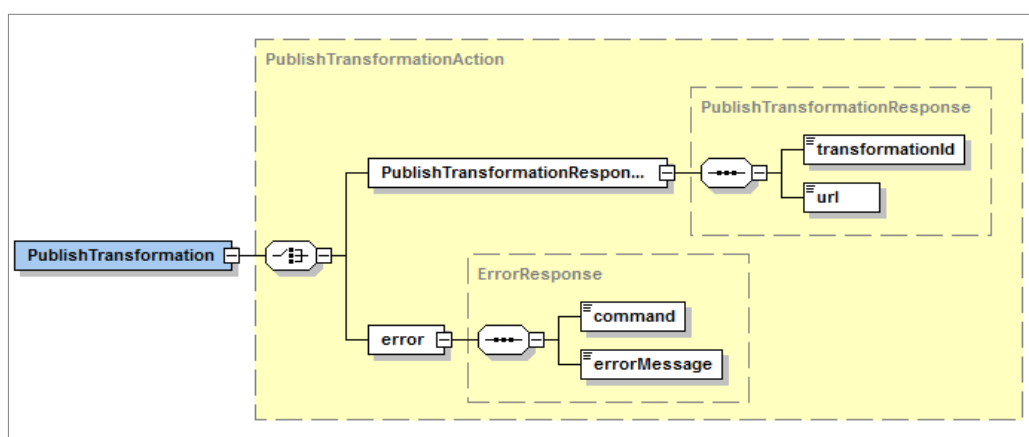 PublishTransformationAction
PublishTransformationResponse
transformationId
PublishTransformationRespon...
url
PublishTransformation
ErrorResponse
command
error
errorMessage